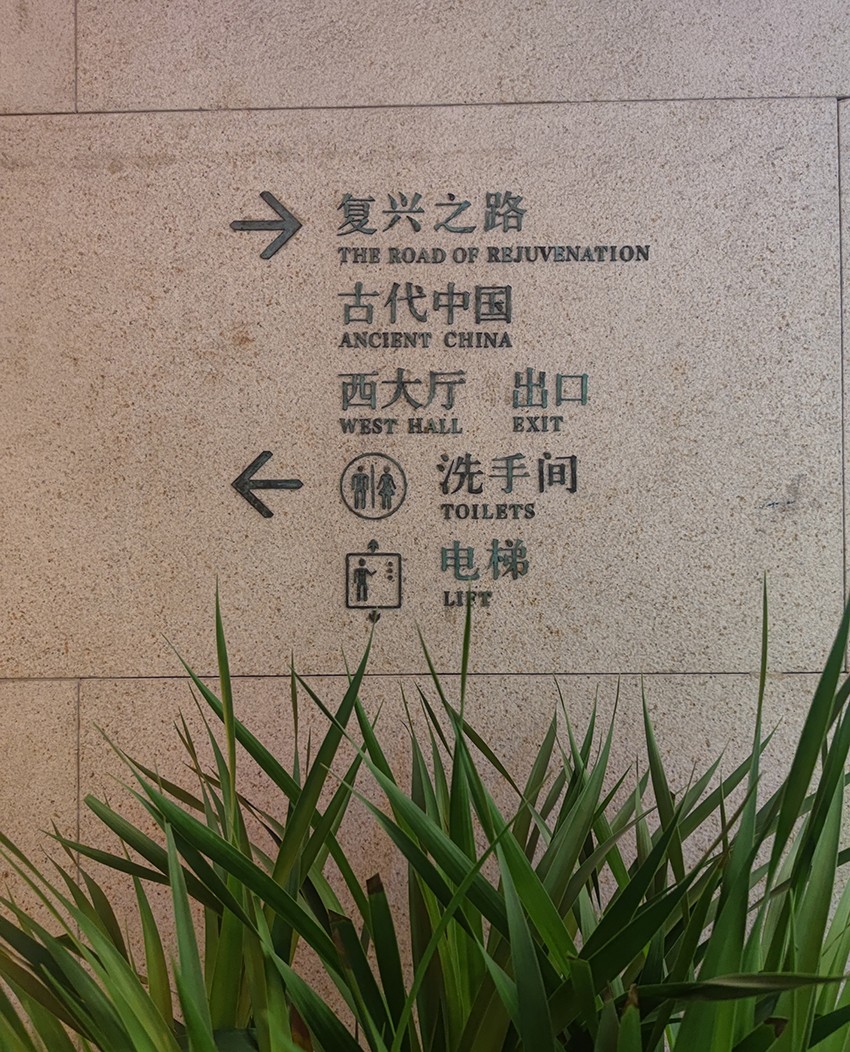 复兴之路
THE ROAD OF REJUVENATION
古代中国
ANCIENT CHINA
西大厅 出口
WEST HALL EXIT
洗手间
TOILETS
电梯
LIFT